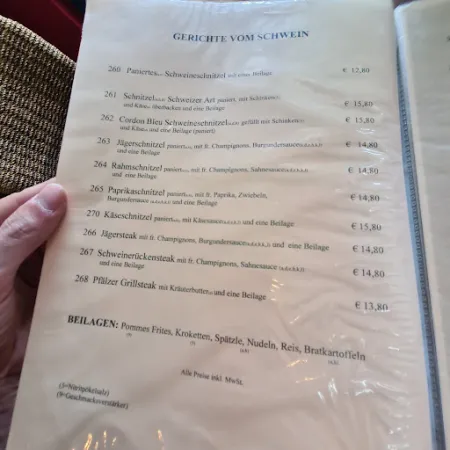 GERICHTE VOM SCHWEIN
260 Paniertes Schweineschnitzel mit eine Beilage € 12,80
261 Schnitzel Schweizer Art paniert, mit Schinken
und Käse überbacken und eine Beilage € 15,80
262 Cordon Bleu Schweineschnitzel gefüllt mit Schinken
und Käse und eine Beilage (paniert) € 15,80
263 Jägerschnitzel paniert mit fr. Champignons, Burgundersauce
und eine Beilage € 14,80
264 Rahmschnitzel paniert mit fr. Champignons, Sahnesauce
und eine Beilage € 14,80
265 Paprikaschnitzel paniert mit fr. Paprika, Zwiebeln,
Burgundersauce und eine Beilage € 14,80
270 Käseschnitzel paniert mit Käsesauce und eine Beilage € 15,80
266 Jägersteak mit fr. Champignons, Burgundersauce und eine Beilage € 14,80
267 Schweinerückensteak mit fr. Champignons, Sahnesauce
und eine Beilage € 14,80
268 Pfälzer Grillsteak mit Kräuterbutter und eine Beilage € 13,80
BEILAGEN: Pommes Frites, Kroketten, Spätzle, Nudeln, Reis, Bratkartoffeln
Alle Preise inkl. MwSt.